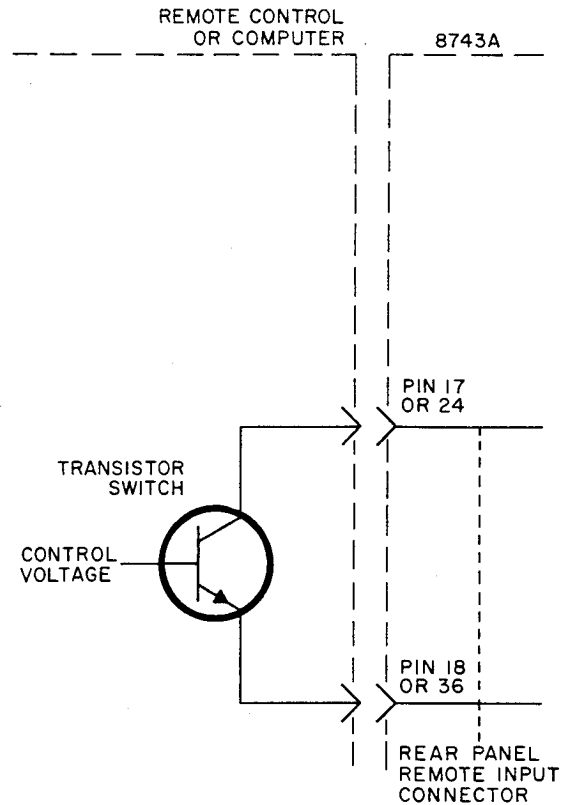 REMOTE CONTROL
OR COMPUTER
8743A
PIN 17
OR 24
TRANSISTOR
SWITCH
CONTROL
VOLTAGE
PIN 18
OR 36
REAR PANEL
REMOTE INPUT
CONNECTOR